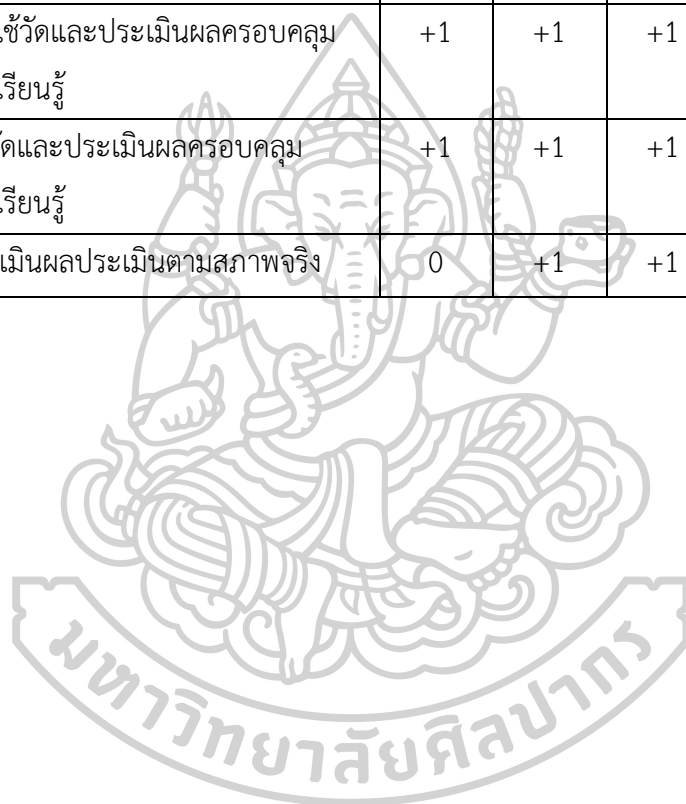 ช้วัดและประเมินผลครอบคลุม +1 +1 +1
รียนรู้
ัดและประเมินผลครอบคลุม +1 +1 +1
รียนรู้
เมินผลประเมินตามสภาพจริง 0 +1 +1
มหาวิทยาลัยศิลปากร